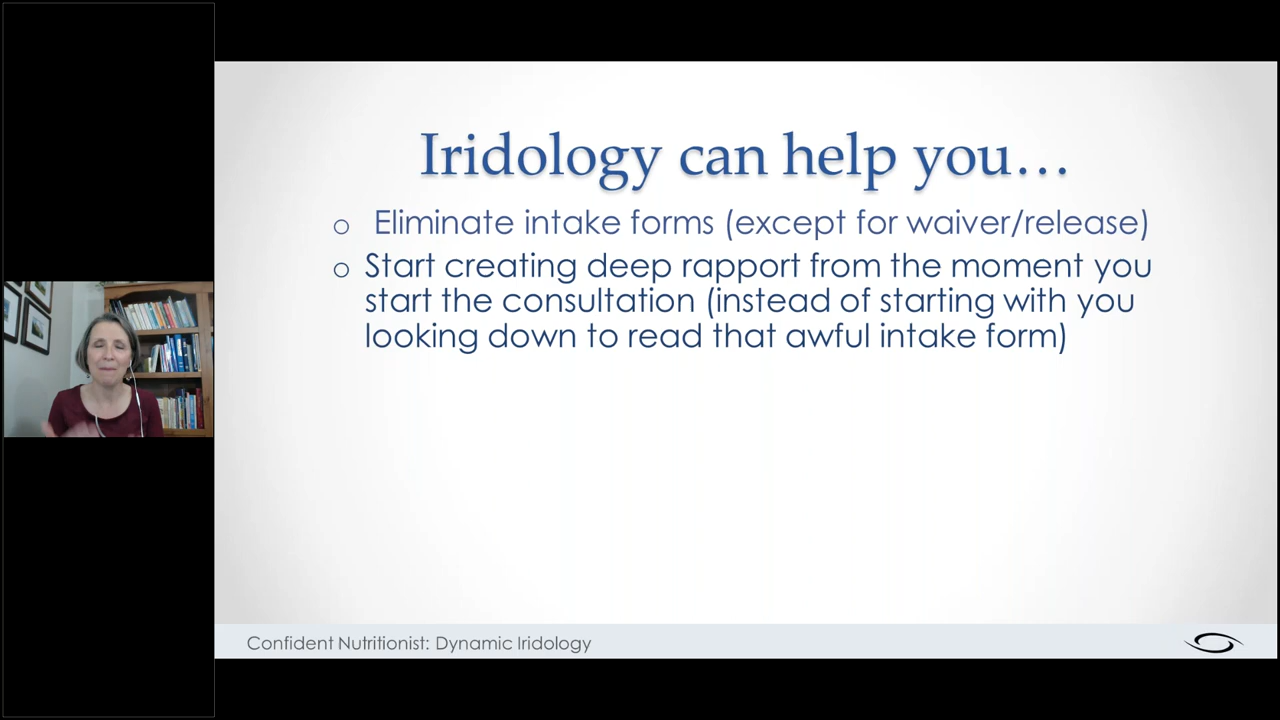 Iridology can help you…
o Eliminate intake forms (except for waiver/release)
o Start creating deep rapport from the moment you
start the consultation (instead of starting with you
looking down to read that awful intake form)
Confident Nutritionist: Dynamic Iridology